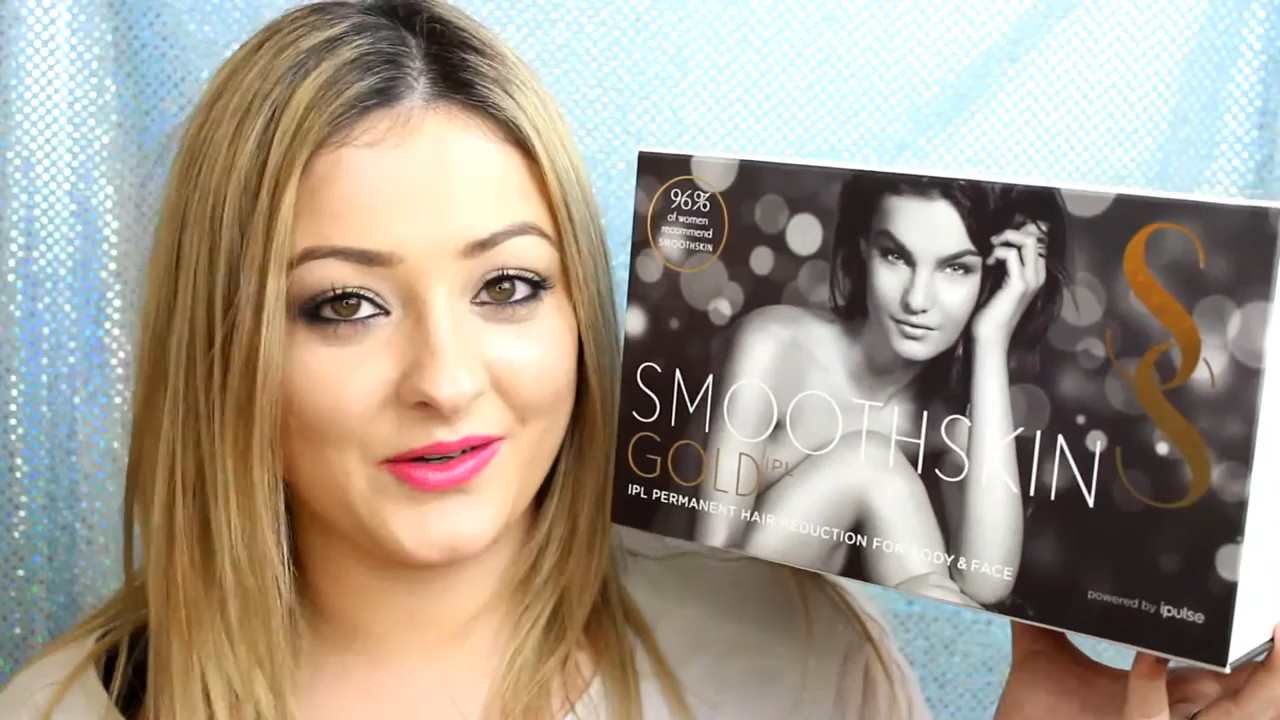 96%
of women
recommend
SMOOTHSKIN
SMOOTHSKIN
GOLD IPL
IPL PERMANENT HAIR REDUCTION FOR BODY & FACE
powered by ipulse